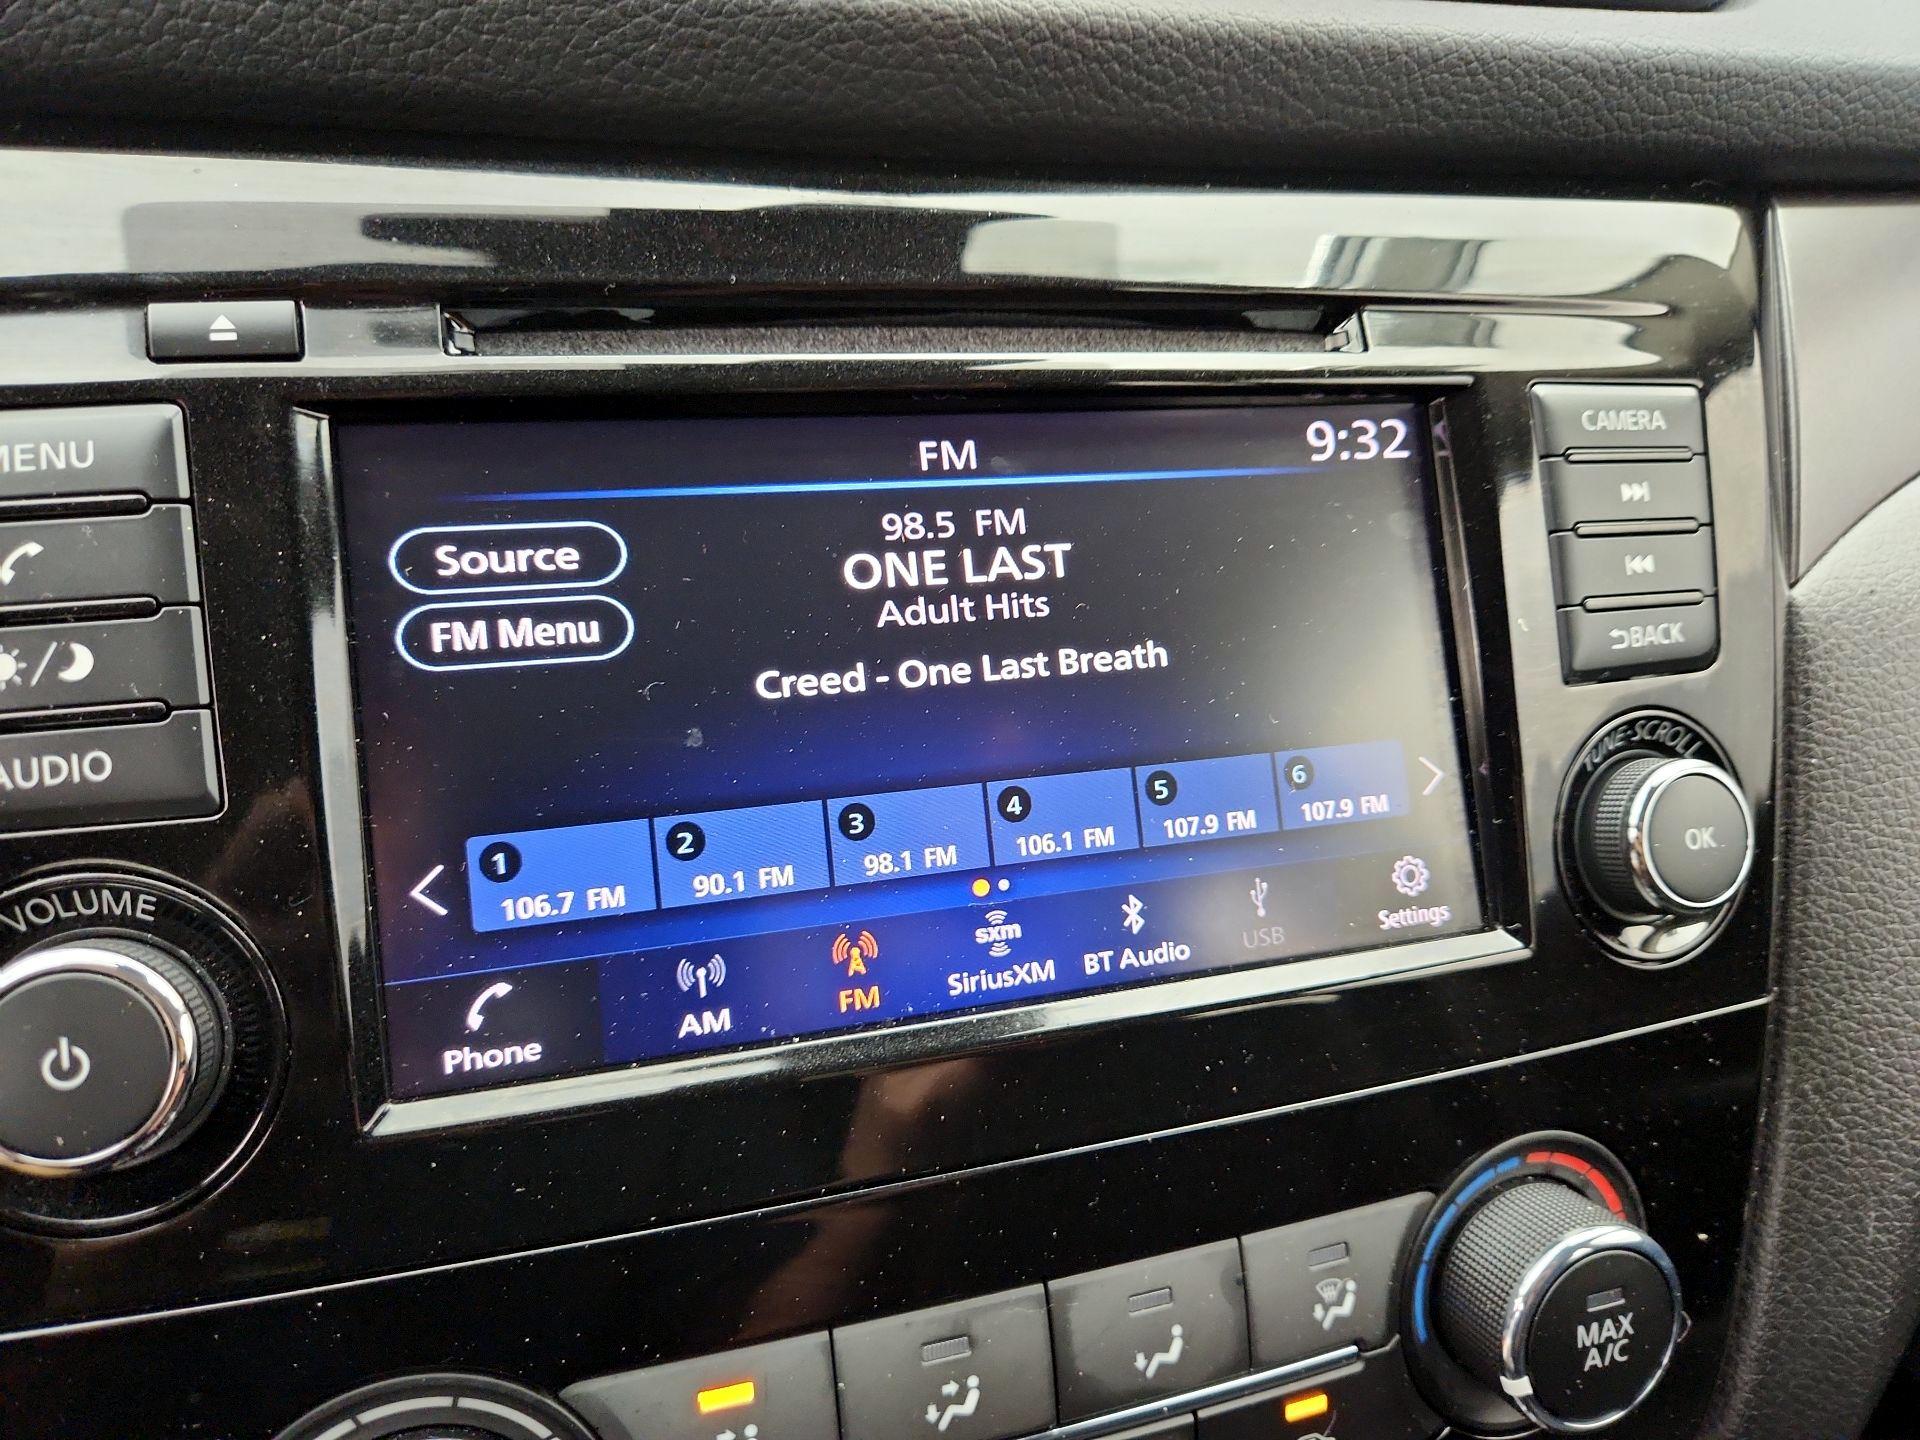 FM
9:32
98.5 FM
ONE LAST
Adult Hits
Creed - One Last Breath
Source
FM Menu
1
106.7 FM
2
90.1 FM
3
98.1 FM
4
106.1 FM
5
107.9 FM
6
107.9 FM
Phone
AM
FM
sxm
SiriusXM
BT Audio
USB
Settings
MENU
AUDIO
VOLUME
CAMERA
BACK
TUNE·SCROLL
OK
MAX
A/C